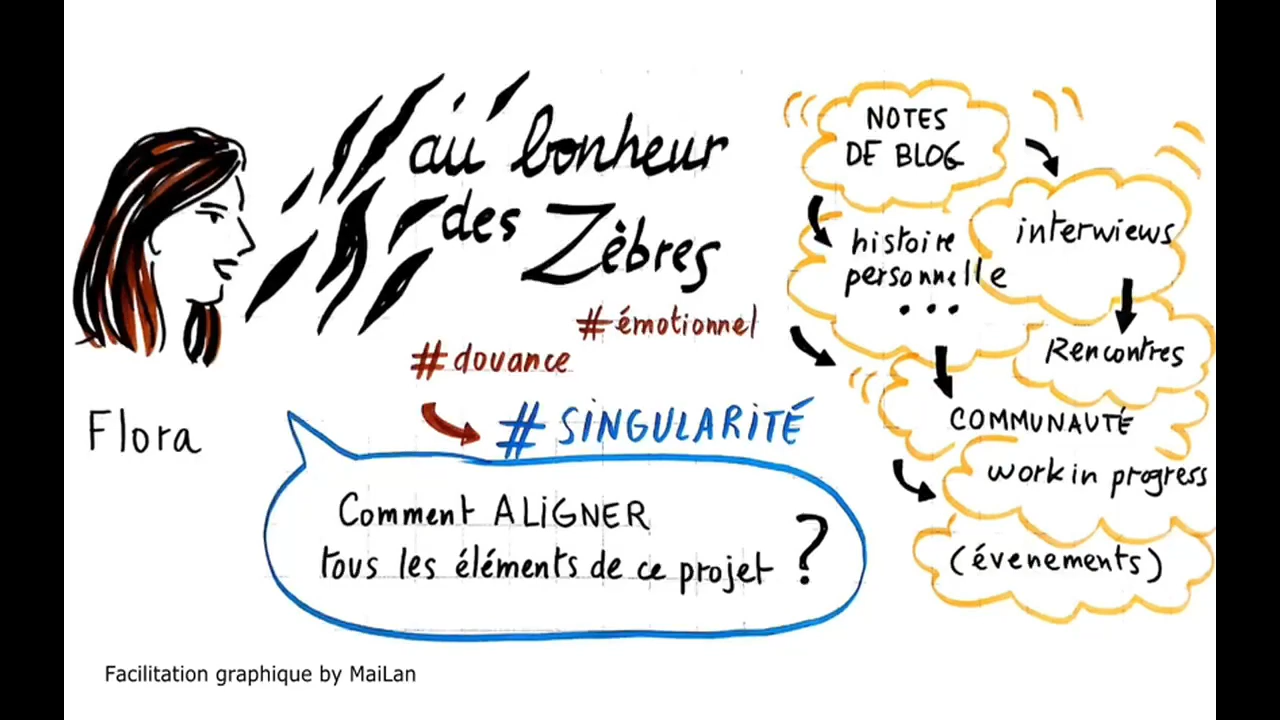 au bonheur
des Zèbres
#émotionnel
#douance
#SINGULARITÉ
Flora
Comment ALIGNER
tous les éléments de ce projet ?
NOTES
DE BLOG
interwiews
histoire
personnelle
...
Rencontres
COMMUNAUTÉ
work in progress
(évenements)
Facilitation graphique by MaiLan